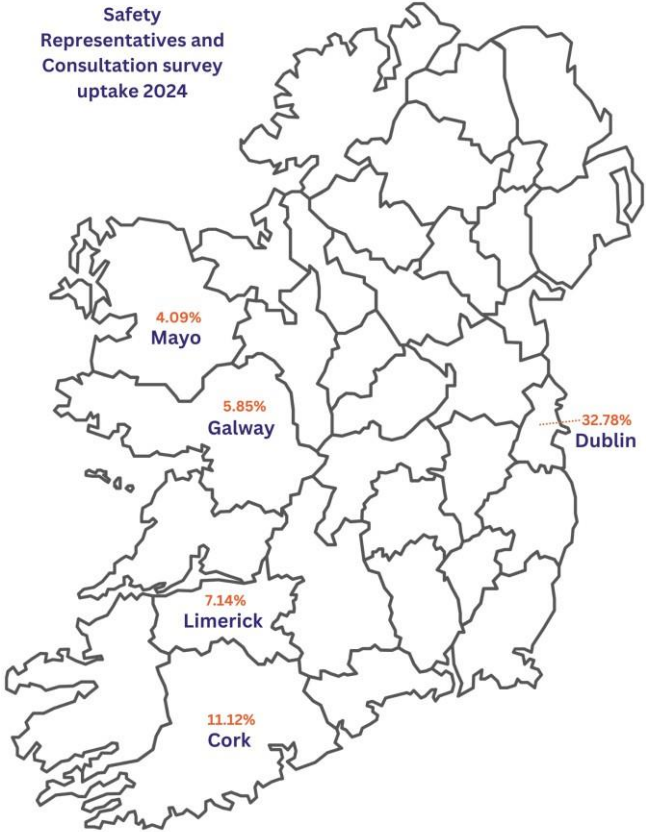 Safety
Representatives and
Consultation survey
uptake 2024
4.09%
Mayo
5.85%
Galway
32.78%
Dublin
7.14%
Limerick
11.12%
Cork